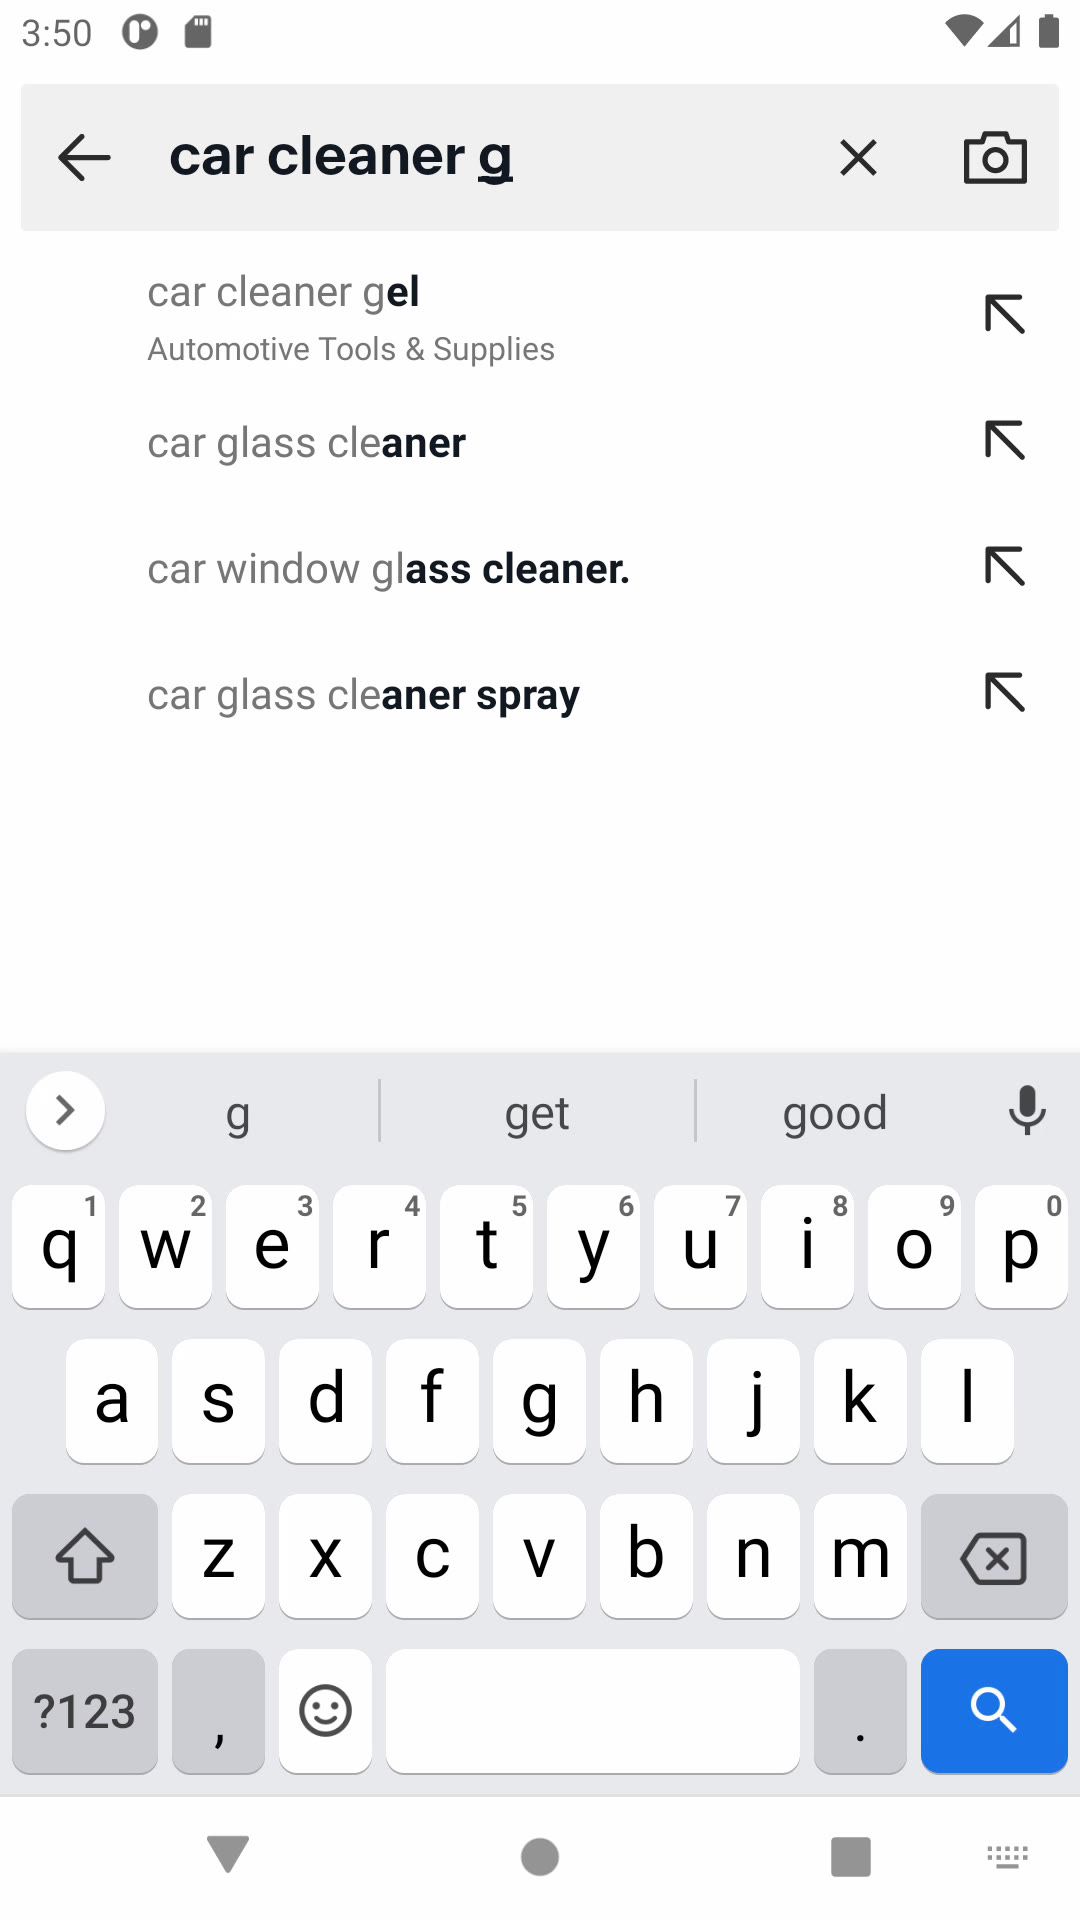 3:50
car cleaner g
car cleaner gel
Automotive Tools & Supplies
car glass cleaner
car window glass cleaner.
car glass cleaner spray
g get good
1 2 3 4 5 6 7 8 9 0
q w e r t y u i o p
a s d f g h j k l
z x c v b n m
?123 , .